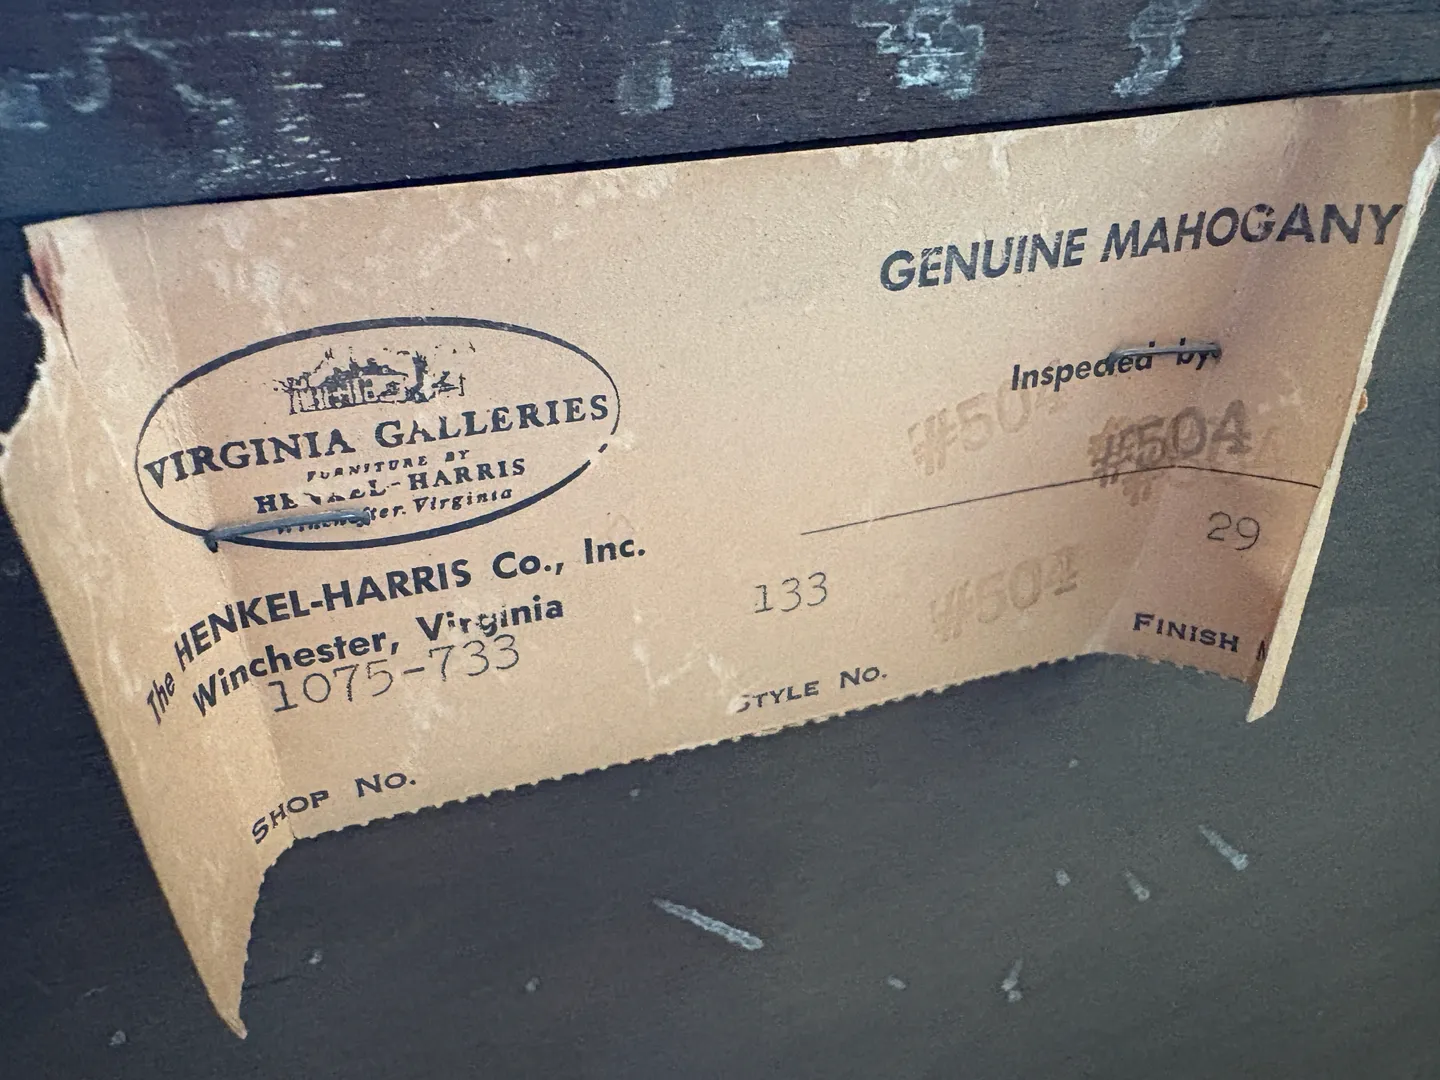 GENUINE MAHOGANY
Inspected by
#504
#504
VIRGINIA GALLERIES
FURNITURE BY
HENKEL-HARRIS
Winchester, Virginia
The HENKEL-HARRIS Co., Inc.
Winchester, Virginia
1075-733
133
#504
29
SHOP No.
STYLE No.
FINISH